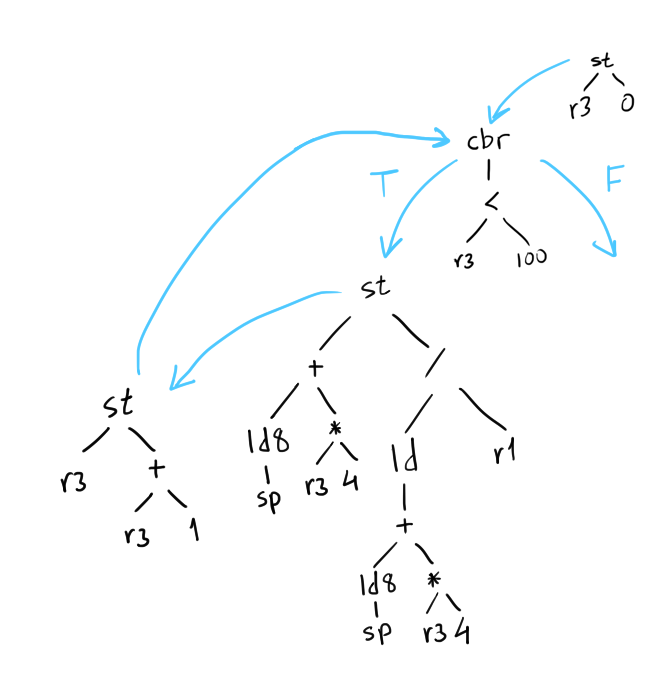 st
r3 0
cbr
T F
<
r3 100
st
+ /
st
ld8 * ld r1
r3 +
sp r3 4
r3 1
+
ld8 *
sp r3 4